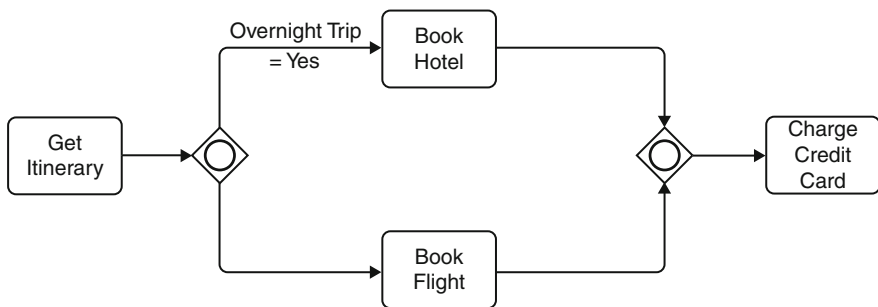 Get
Itinerary
Overnight Trip
= Yes
Book
Hotel
Book
Flight
Charge
Credit
Card